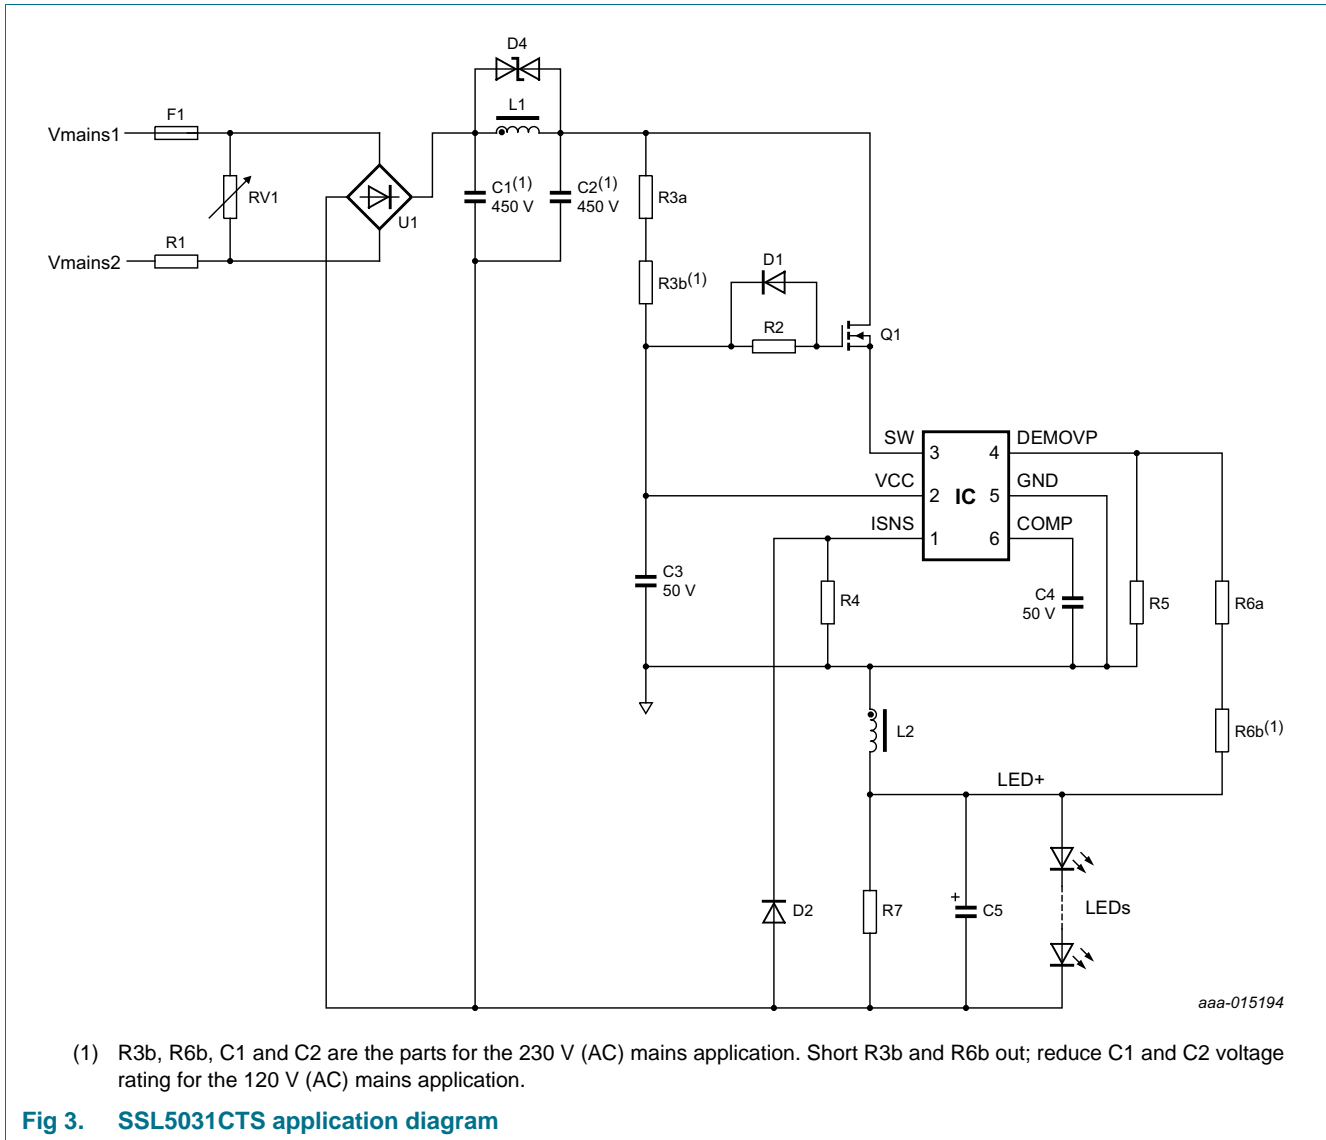 D4
L1
F1
Vmains1
RV1
U1
C1(1)
450 V
C2(1)
450 V
R3a
R1
Vmains2
R3b(1)
D1
R2
Q1
SW
DEMOVP
3
4
VCC
GND
2
IC
5
ISNS
COMP
1
6
C3
50 V
R4
C4
50 V
R5
R6a
L2
R6b(1)
LED+
D2
R7
+
C5
LEDs
aaa-015194
(1) R3b, R6b, C1 and C2 are the parts for the 230 V (AC) mains application. Short R3b and R6b out; reduce C1 and C2 voltage
rating for the 120 V (AC) mains application.
Fig 3. SSL5031CTS application diagram